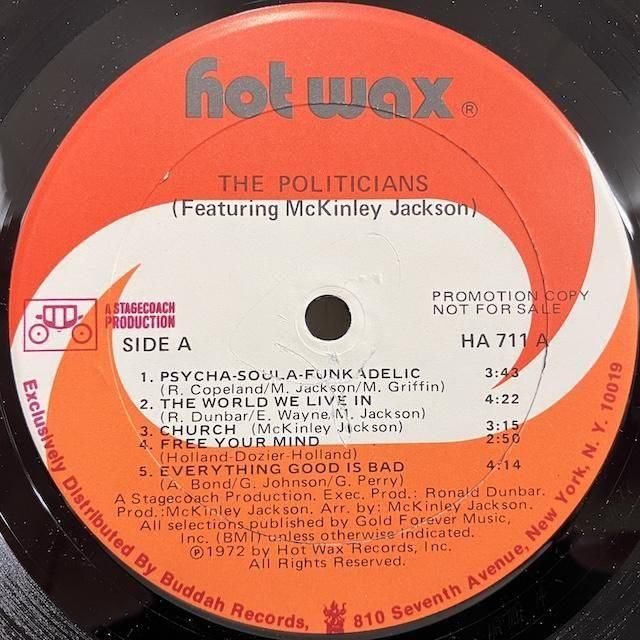 hot wax ®
THE POLITICIANS
(Featuring McKinley Jackson)
A STAGECOACH
PRODUCTION
PROMOTION COPY
NOT FOR SALE
SIDE A
HA 711 A
1. PSYCHA-SOULA-FUNKADELIC 3:43
(R. Copeland/M. Jackson/M. Griffin)
2. THE WORLD WE LIVE IN 4:22
(R. Dunbar/E. Wayne/M. Jackson)
3. CHURCH (McKinley Jackson) 3:15
4. FREE YOUR MIND 2:50
(Holland-Dozier-Holland)
5. EVERYTHING GOOD IS BAD 4:14
(A. Bond/G. Johnson/G. Perry)
A Stagecoach Production. Exec. Prod.: Ronald Dunbar.
Prod.:McKinley Jackson. Arr. by: McKinley Jackson.
All selections published by Gold Forever Music,
Inc. (BMI) unless otherwise indicated.
℗1972 by Hot Wax Records, Inc.
All Rights Reserved.
Exclusively Distributed By Buddah Records, 810 Seventh Avenue, New York, N. Y. 10019